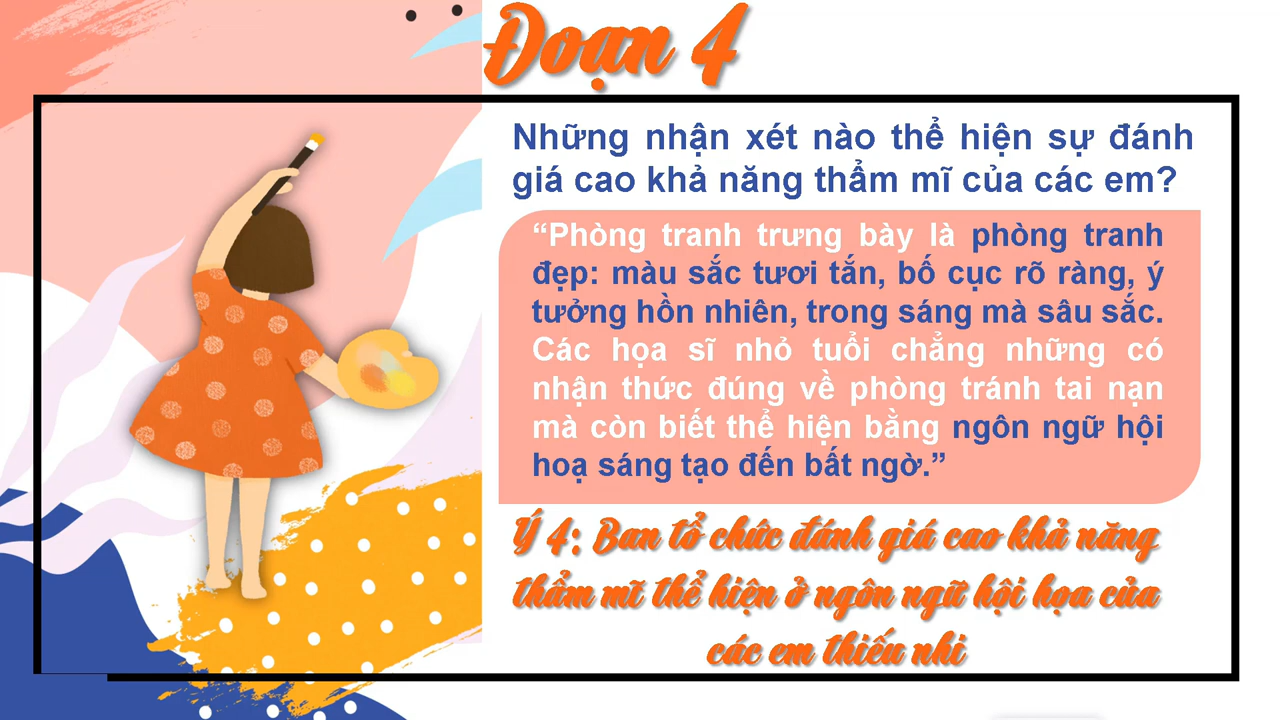 Đoạn 4
Những nhận xét nào thể hiện sự đánh
giá cao khả năng thẩm mĩ của các em?
“Phòng tranh trưng bày là phòng tranh
đẹp: màu sắc tươi tắn, bố cục rõ ràng, ý
tưởng hồn nhiên, trong sáng mà sâu sắc.
Các họa sĩ nhỏ tuổi chẳng những có
nhận thức đúng về phòng tránh tai nạn
mà còn biết thể hiện bằng ngôn ngữ hội
hoạ sáng tạo đến bất ngờ.”
Ý 4: Ban tổ chức đánh giá cao khả năng
thẩm mĩ thể hiện ở ngôn ngữ hội họa của
các em thiếu nhi